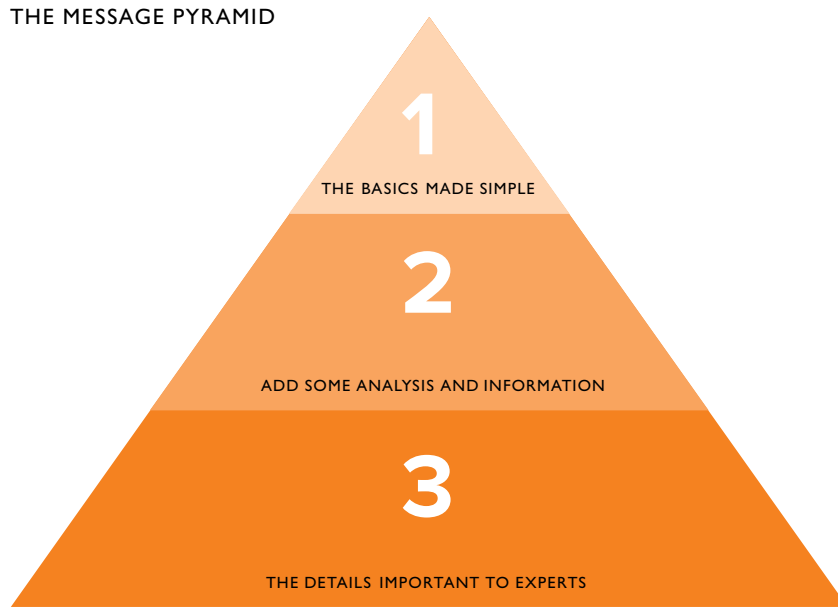 THE MESSAGE PYRAMID
1
THE BASICS MADE SIMPLE
2
ADD SOME ANALYSIS AND INFORMATION
3
THE DETAILS IMPORTANT TO EXPERTS